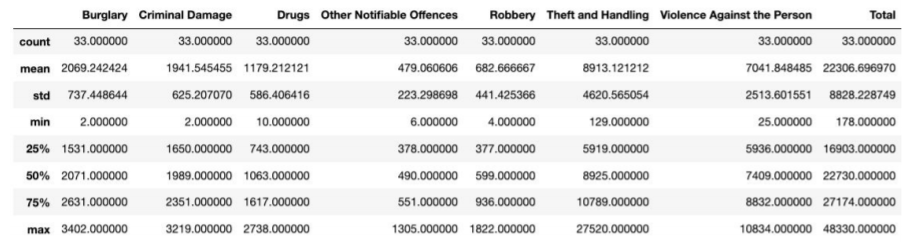 Burglary Criminal Damage Drugs Other Notifiable Offences Robbery Theft and Handling Violence Against the Person Total
count 33.000000 33.000000 33.000000 33.000000 33.000000 33.000000 33.000000 33.000000
mean 2069.242424 1941.545455 1179.212121 479.060606 682.666667 8913.121212 7041.848485 22306.696970
std 737.448644 625.207070 586.406416 223.298698 441.425366 4620.565054 2513.601551 8828.228749
min 2.000000 2.000000 10.000000 6.000000 4.000000 129.000000 25.000000 178.000000
25% 1531.000000 1650.000000 743.000000 378.000000 377.000000 5919.000000 5936.000000 16903.000000
50% 2071.000000 1989.000000 1063.000000 490.000000 599.000000 8925.000000 7409.000000 22730.000000
75% 2631.000000 2351.000000 1617.000000 551.000000 936.000000 10789.000000 8832.000000 27174.000000
max 3402.000000 3219.000000 2738.000000 1305.000000 1822.000000 27520.000000 10834.000000 48330.000000